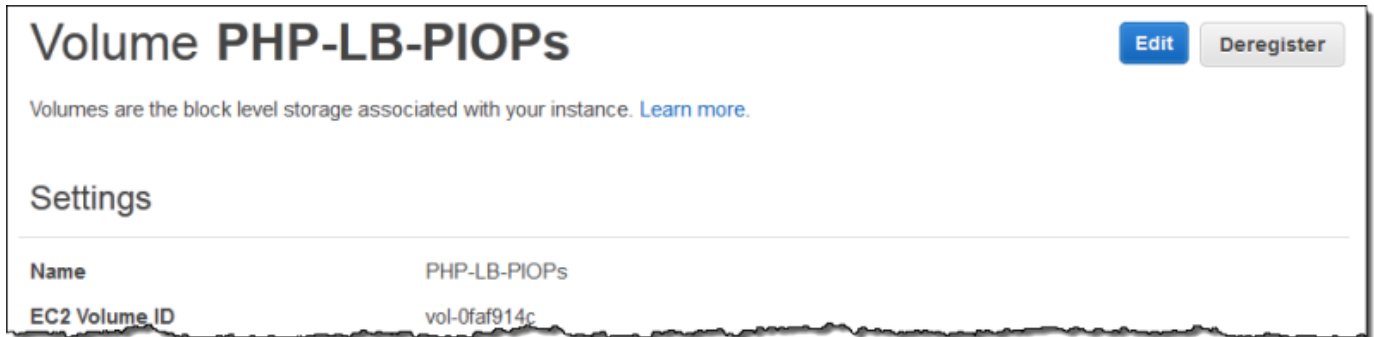 Volume PHP-LB-PIOPs
Edit
Deregister
Volumes are the block level storage associated with your instance. Learn more.
Settings
Name PHP-LB-PIOPs
EC2 Volume ID vol-0faf914c